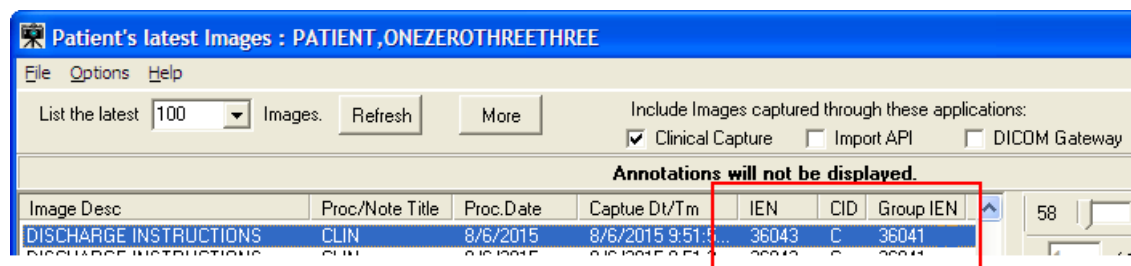 Patient's latest Images : PATIENT,ONEZEROTHREETHREE
File Options Help
List the latest 100 Images. Refresh More Include Images captured through these applications:
Clinical Capture Import API DICOM Gateway
Annotations will not be displayed.
Image Desc Proc/Note Title Proc.Date Captue Dt/Tm IEN CID Group IEN 58
DISCHARGE INSTRUCTIONS CLIN 8/6/2015 8/6/2015 9:51:5... 36043 C 36041
DISCHARGE INSTRUCTIONS CLIN